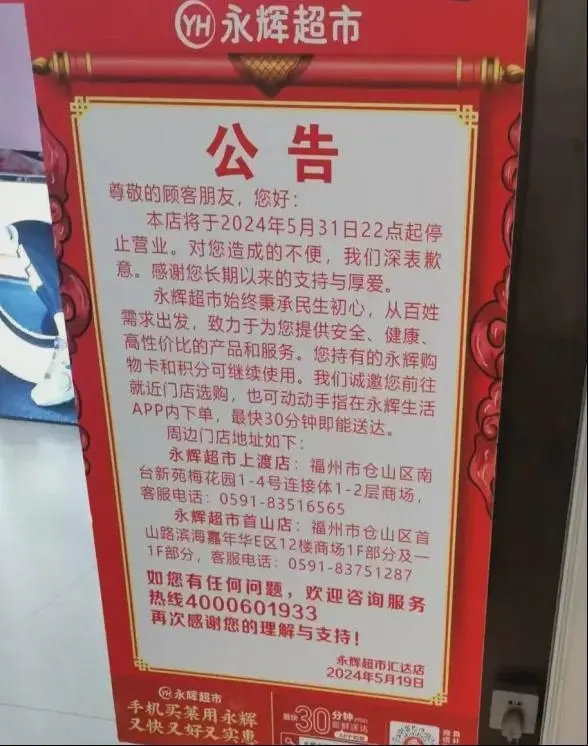 YH 永辉超市
公告
尊敬的顾客朋友，您好：
本店将于2024年5月31日22点起停
止营业。对您造成的不便，我们深表歉
意。感谢您长期以来的支持与厚爱。
永辉超市始终秉承民生初心，从百姓
需求出发，致力于为您提供安全、健康、
高性价比的产品和服务。您持有的永辉购
物卡和积分可继续使用。我们诚邀您前往
就近门店选购，也可动动手指在永辉生活
APP内下单，最快30分钟即能送达。
周边门店地址如下：
永辉超市上渡店：福州市仓山区南
台新苑梅花园1-4号连接体1-2层商场，
客服电话：0591-83516565
永辉超市首山店：福州市仓山区首
山路滨海嘉年华E区12楼商场1F部分及一
1F部分，客服电话：0591-83751287
如您有任何问题，欢迎咨询服务
热线4000601933
再次感谢您的理解与支持！
永辉超市汇达店
2024年5月19日
YH 永辉超市
手机买菜用永辉
又快又好又实惠
最快30分钟
新鲜送达